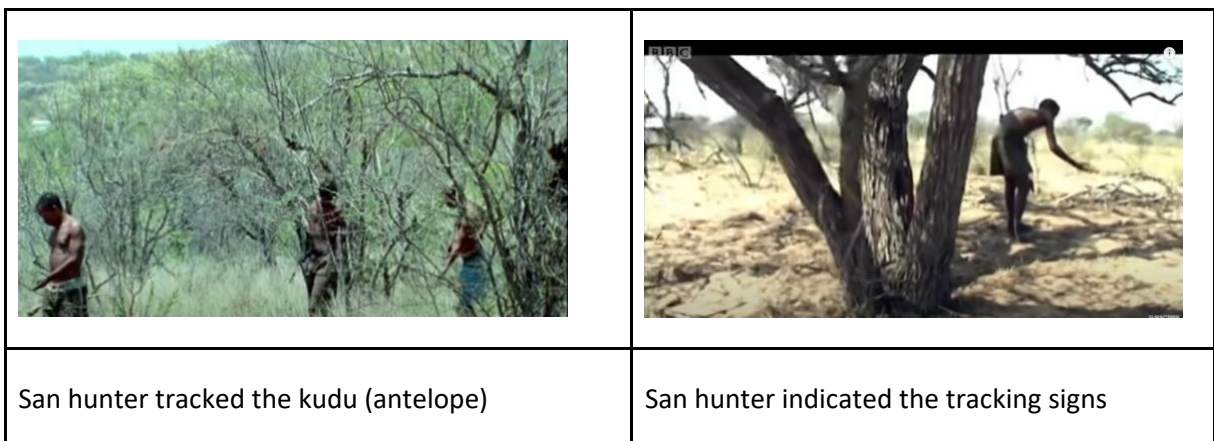 BBC
San hunter tracked the kudu (antelope)
San hunter indicated the tracking signs